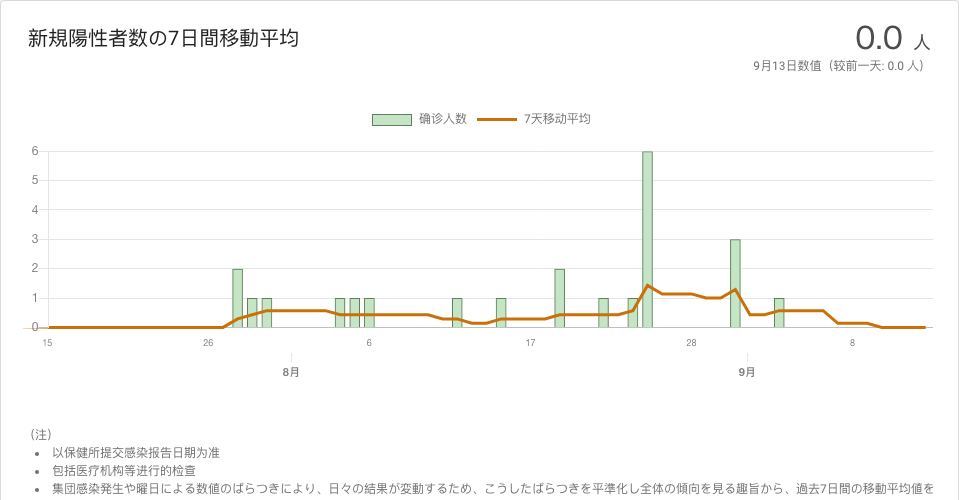 新規陽性者数の7日間移動平均
0.0 人
9月13日数值（较前一天: 0.0 人）
确诊人数 7天移动平均
6
5
4
3
2
1
0
15 26 6 17 28 8
8月 9月
(注)
• 以保健所提交感染报告日期为准
• 包括医疗机构等进行的检查
• 集団感染発生や曜日による数値のばらつきにより、日々の結果が変動するため、こうしたばらつきを平準化し全体の傾向を見る趣旨から、過去7日間の移動平均値を